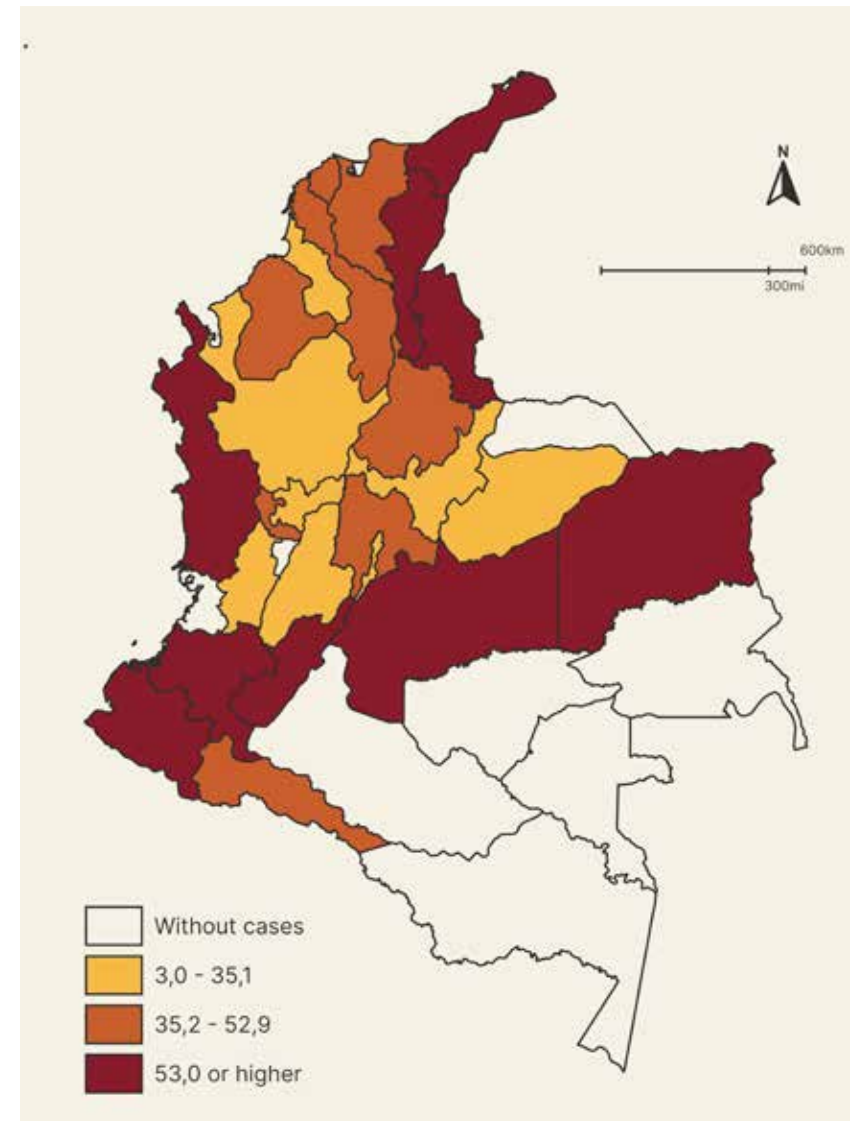 N
600km
300mi
Without cases
3,0 - 35,1
35,2 - 52,9
53,0 or higher